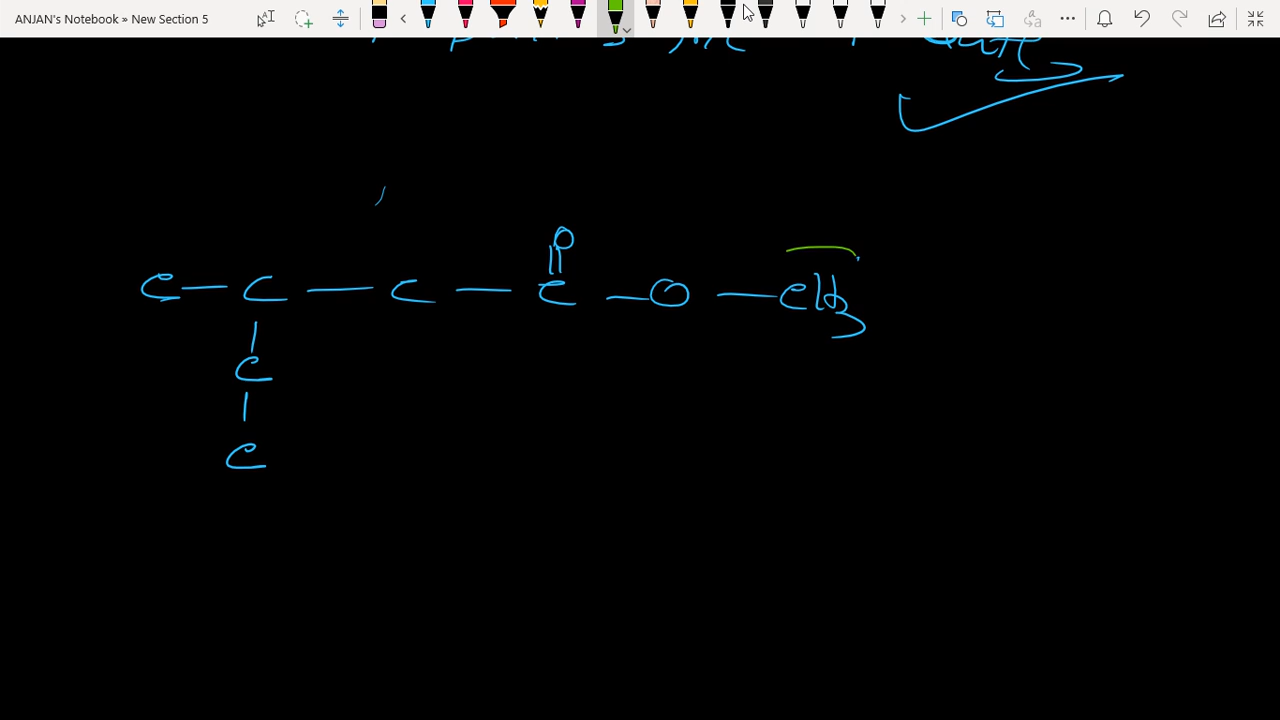 ANJAN's Notebook » New Section 5
O
C — C — C — C — O — CH3
C
C